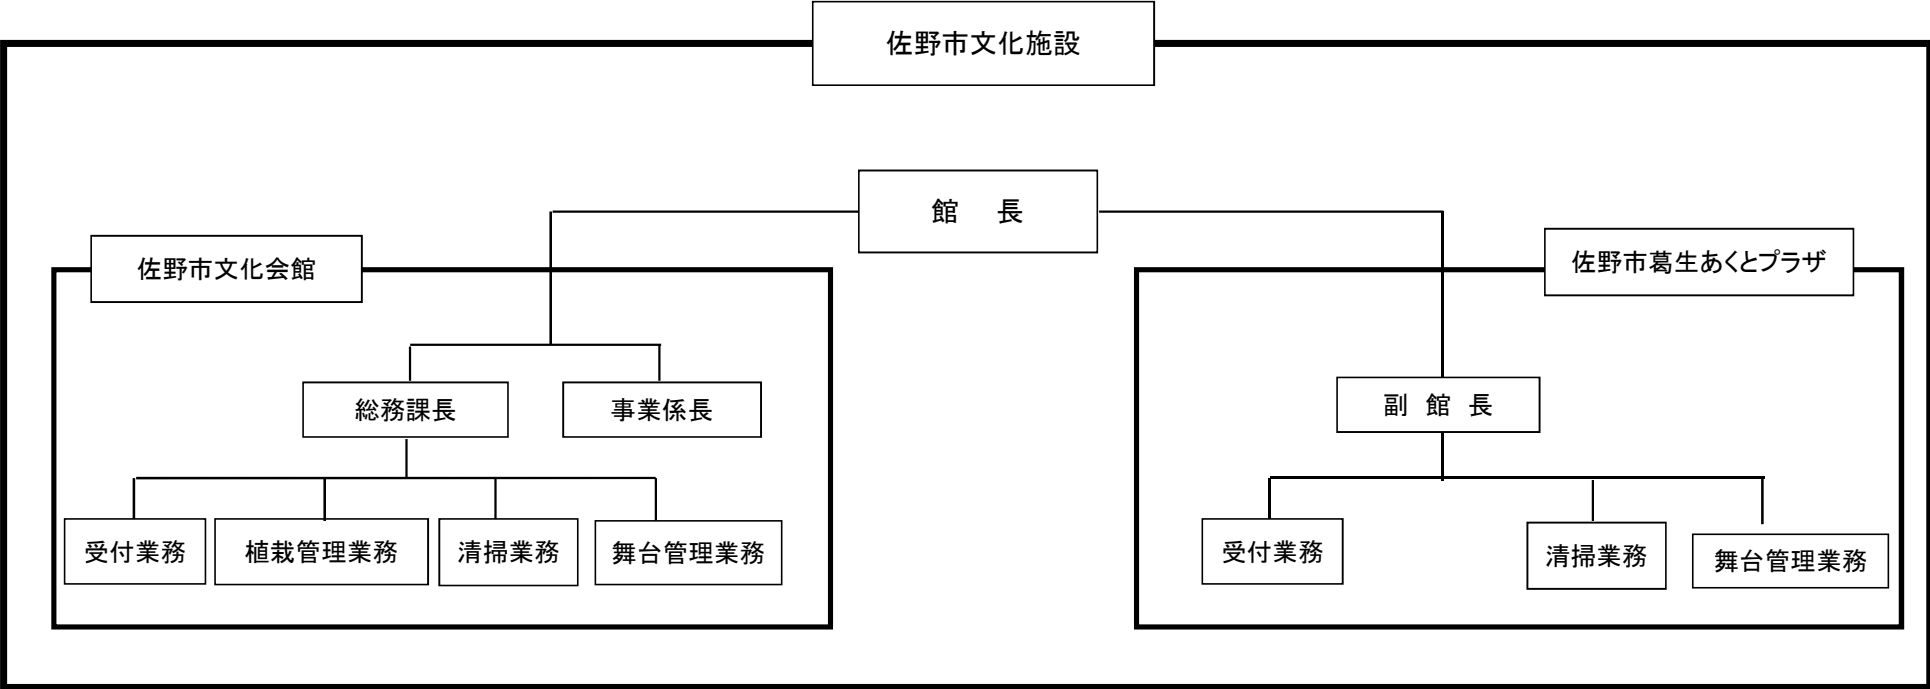 佐野市文化施設
館　長
佐野市文化会館
佐野市葛生あくとプラザ
総務課長
事業係長
副 館 長
受付業務
植栽管理業務
清掃業務
舞台管理業務
受付業務
清掃業務
舞台管理業務